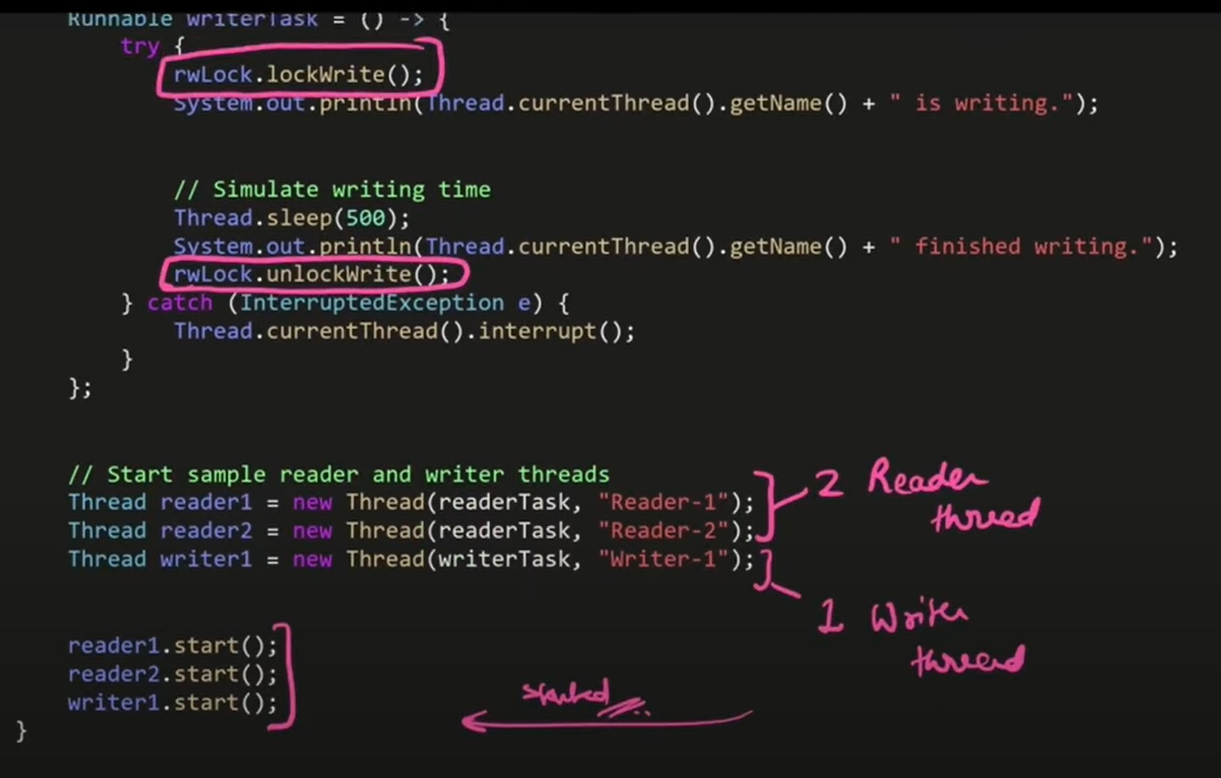 Runnable writerTask = () -> {
try {
rwLock.lockWrite();
System.out.println(Thread.currentThread().getName() + " is writing.");
// Simulate writing time
Thread.sleep(500);
System.out.println(Thread.currentThread().getName() + " finished writing.");
rwLock.unlockWrite();
} catch (InterruptedException e) {
Thread.currentThread().interrupt();
}
};
// Start sample reader and writer threads
Thread reader1 = new Thread(readerTask, "Reader-1");
Thread reader2 = new Thread(readerTask, "Reader-2");
Thread writer1 = new Thread(writerTask, "Writer-1");
2 Reader
thread
1 Writer
thread
reader1.start();
reader2.start();
writer1.start();
started
}